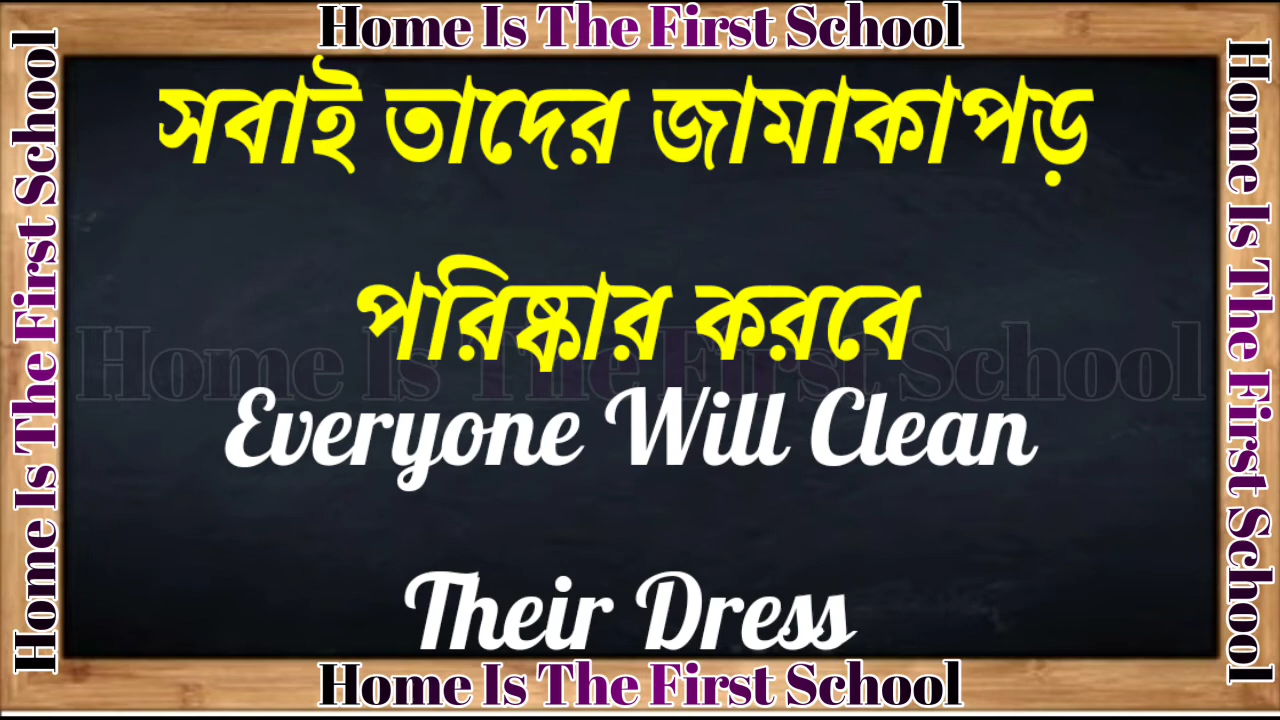 Home Is The First School
Home Is The First School
Home Is The First School
সবাই তাদের জামাকাপড়
পরিষ্কার করবে
Home Is The First School
Everyone Will Clean
Their Dress
Home Is The First School